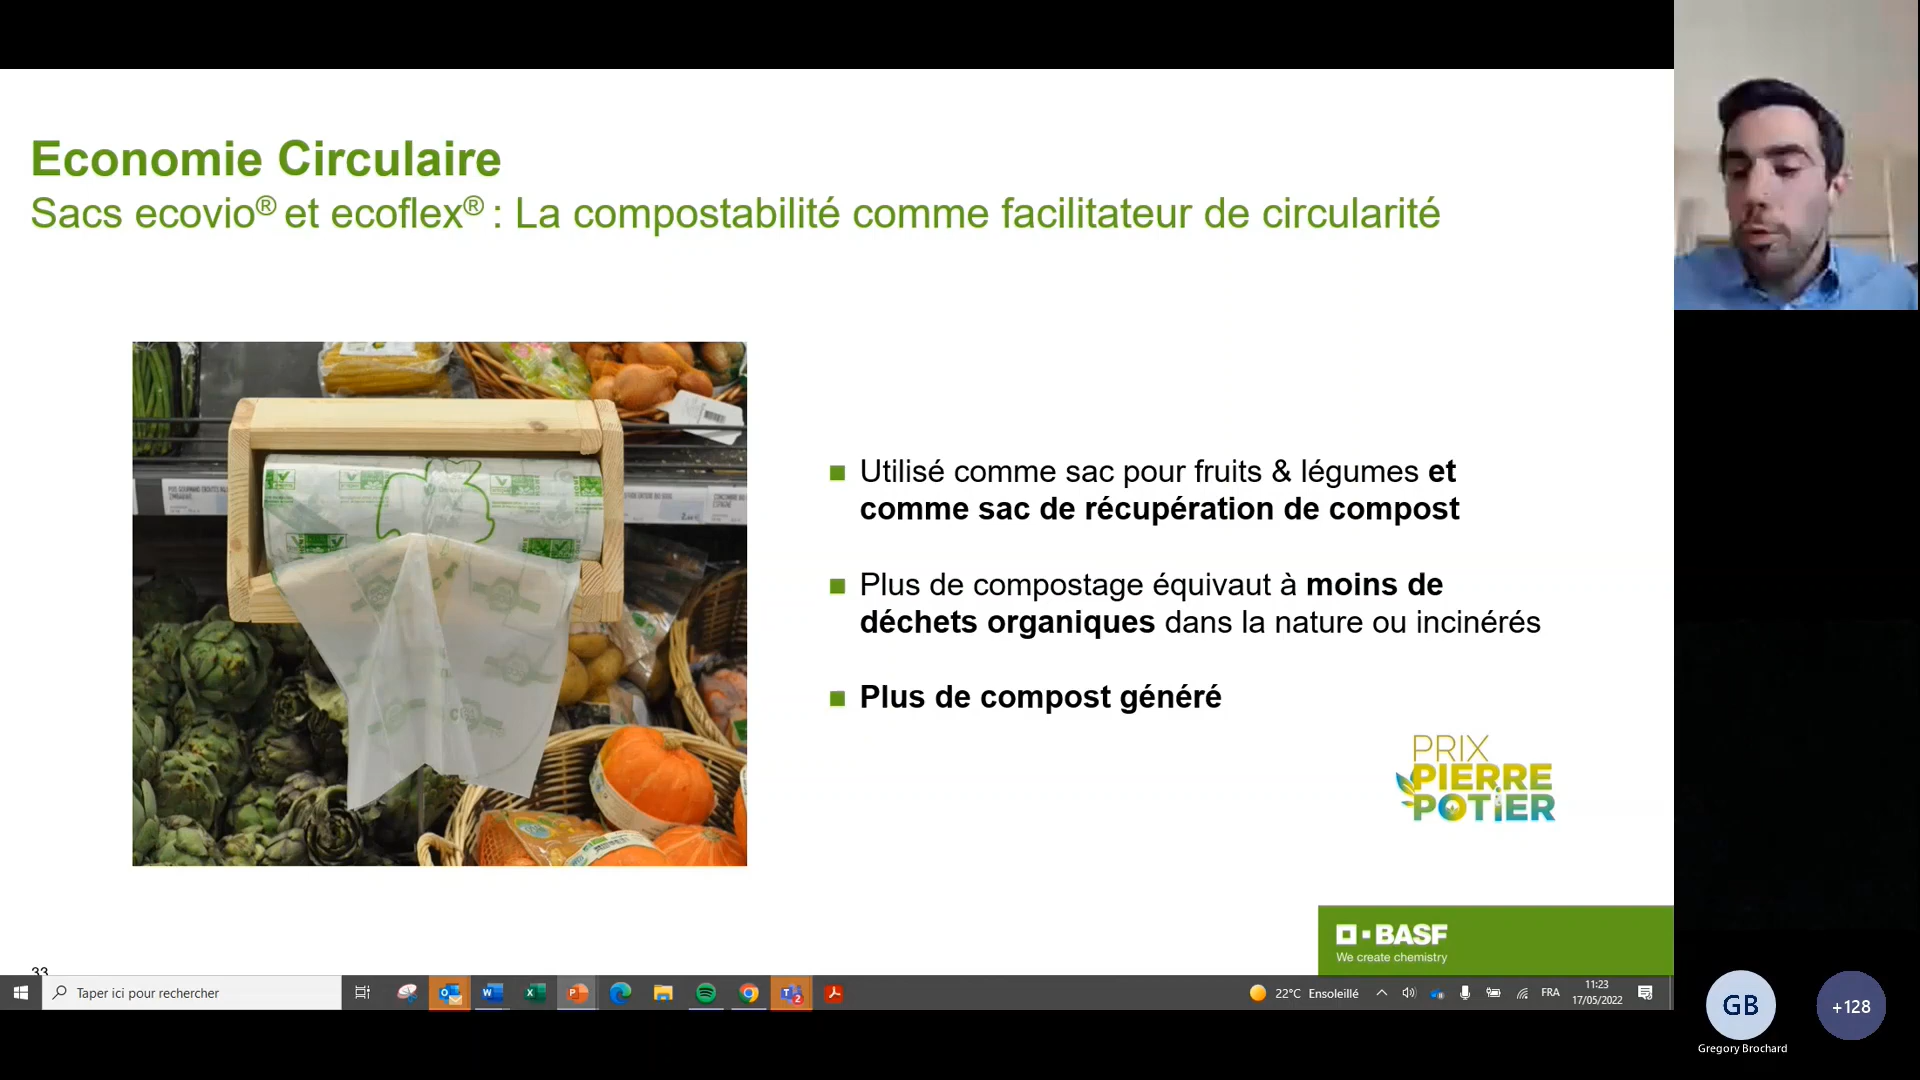 Economie Circulaire
Sacs ecovio® et ecoflex® : La compostabilité comme facilitateur de circularité
Utilisé comme sac pour fruits & légumes et
comme sac de récupération de compost
Plus de compostage équivaut à moins de
déchets organiques dans la nature ou incinérés
Plus de compost généré
PRIX
PIERRE
POTIER
BASF
We create chemistry
33
Taper ici pour rechercher
22°C Ensoleillé
FRA
11:23
17/05/2022
GB
+128
Gregory Brochard